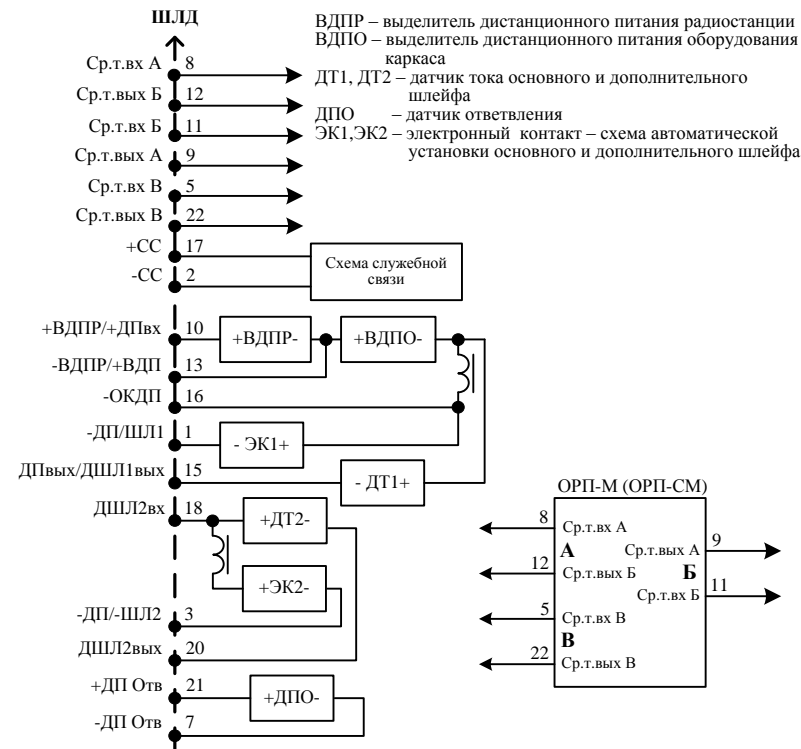 ШЛД
ВДПР – выделитель дистанционного питания радиостанции
ВДПО – выделитель дистанционного питания оборудования
каркаса
ДТ1, ДТ2 – датчик тока основного и дополнительного
шлейфа
ДПО – датчик ответвления
ЭК1,ЭК2 – электронный контакт – схема автоматической
установки основного и дополнительного шлейфа
Ср.т.вх А 8
Ср.т.вых Б 12
Ср.т.вх Б 11
Ср.т.вых А 9
Ср.т.вх В 5
Ср.т.вых В 22
+СС 17
-СС 2
Схема служебной
связи
+ВДПР/+ДПвх 10 +ВДПР- +ВДПО-
-ВДПР/+ВДП 13
-ОКДП 16
-ДП/ШЛ1 1 - ЭК1+
ДПвых/ДШЛ1вых 15 - ДТ1+
ДШЛ2вх 18 +ДТ2-
+ЭК2-
-ДП/-ШЛ2 3
ДШЛ2вых 20
+ДП Отв 21 +ДПО-
-ДП Отв 7
ОРП-М (ОРП-СМ)
8 Ср.т.вх А
А Ср.т.вых А 9
12 Ср.т.вых Б Б
Ср.т.вх Б 11
5 Ср.т.вх В
В
22 Ср.т.вых В